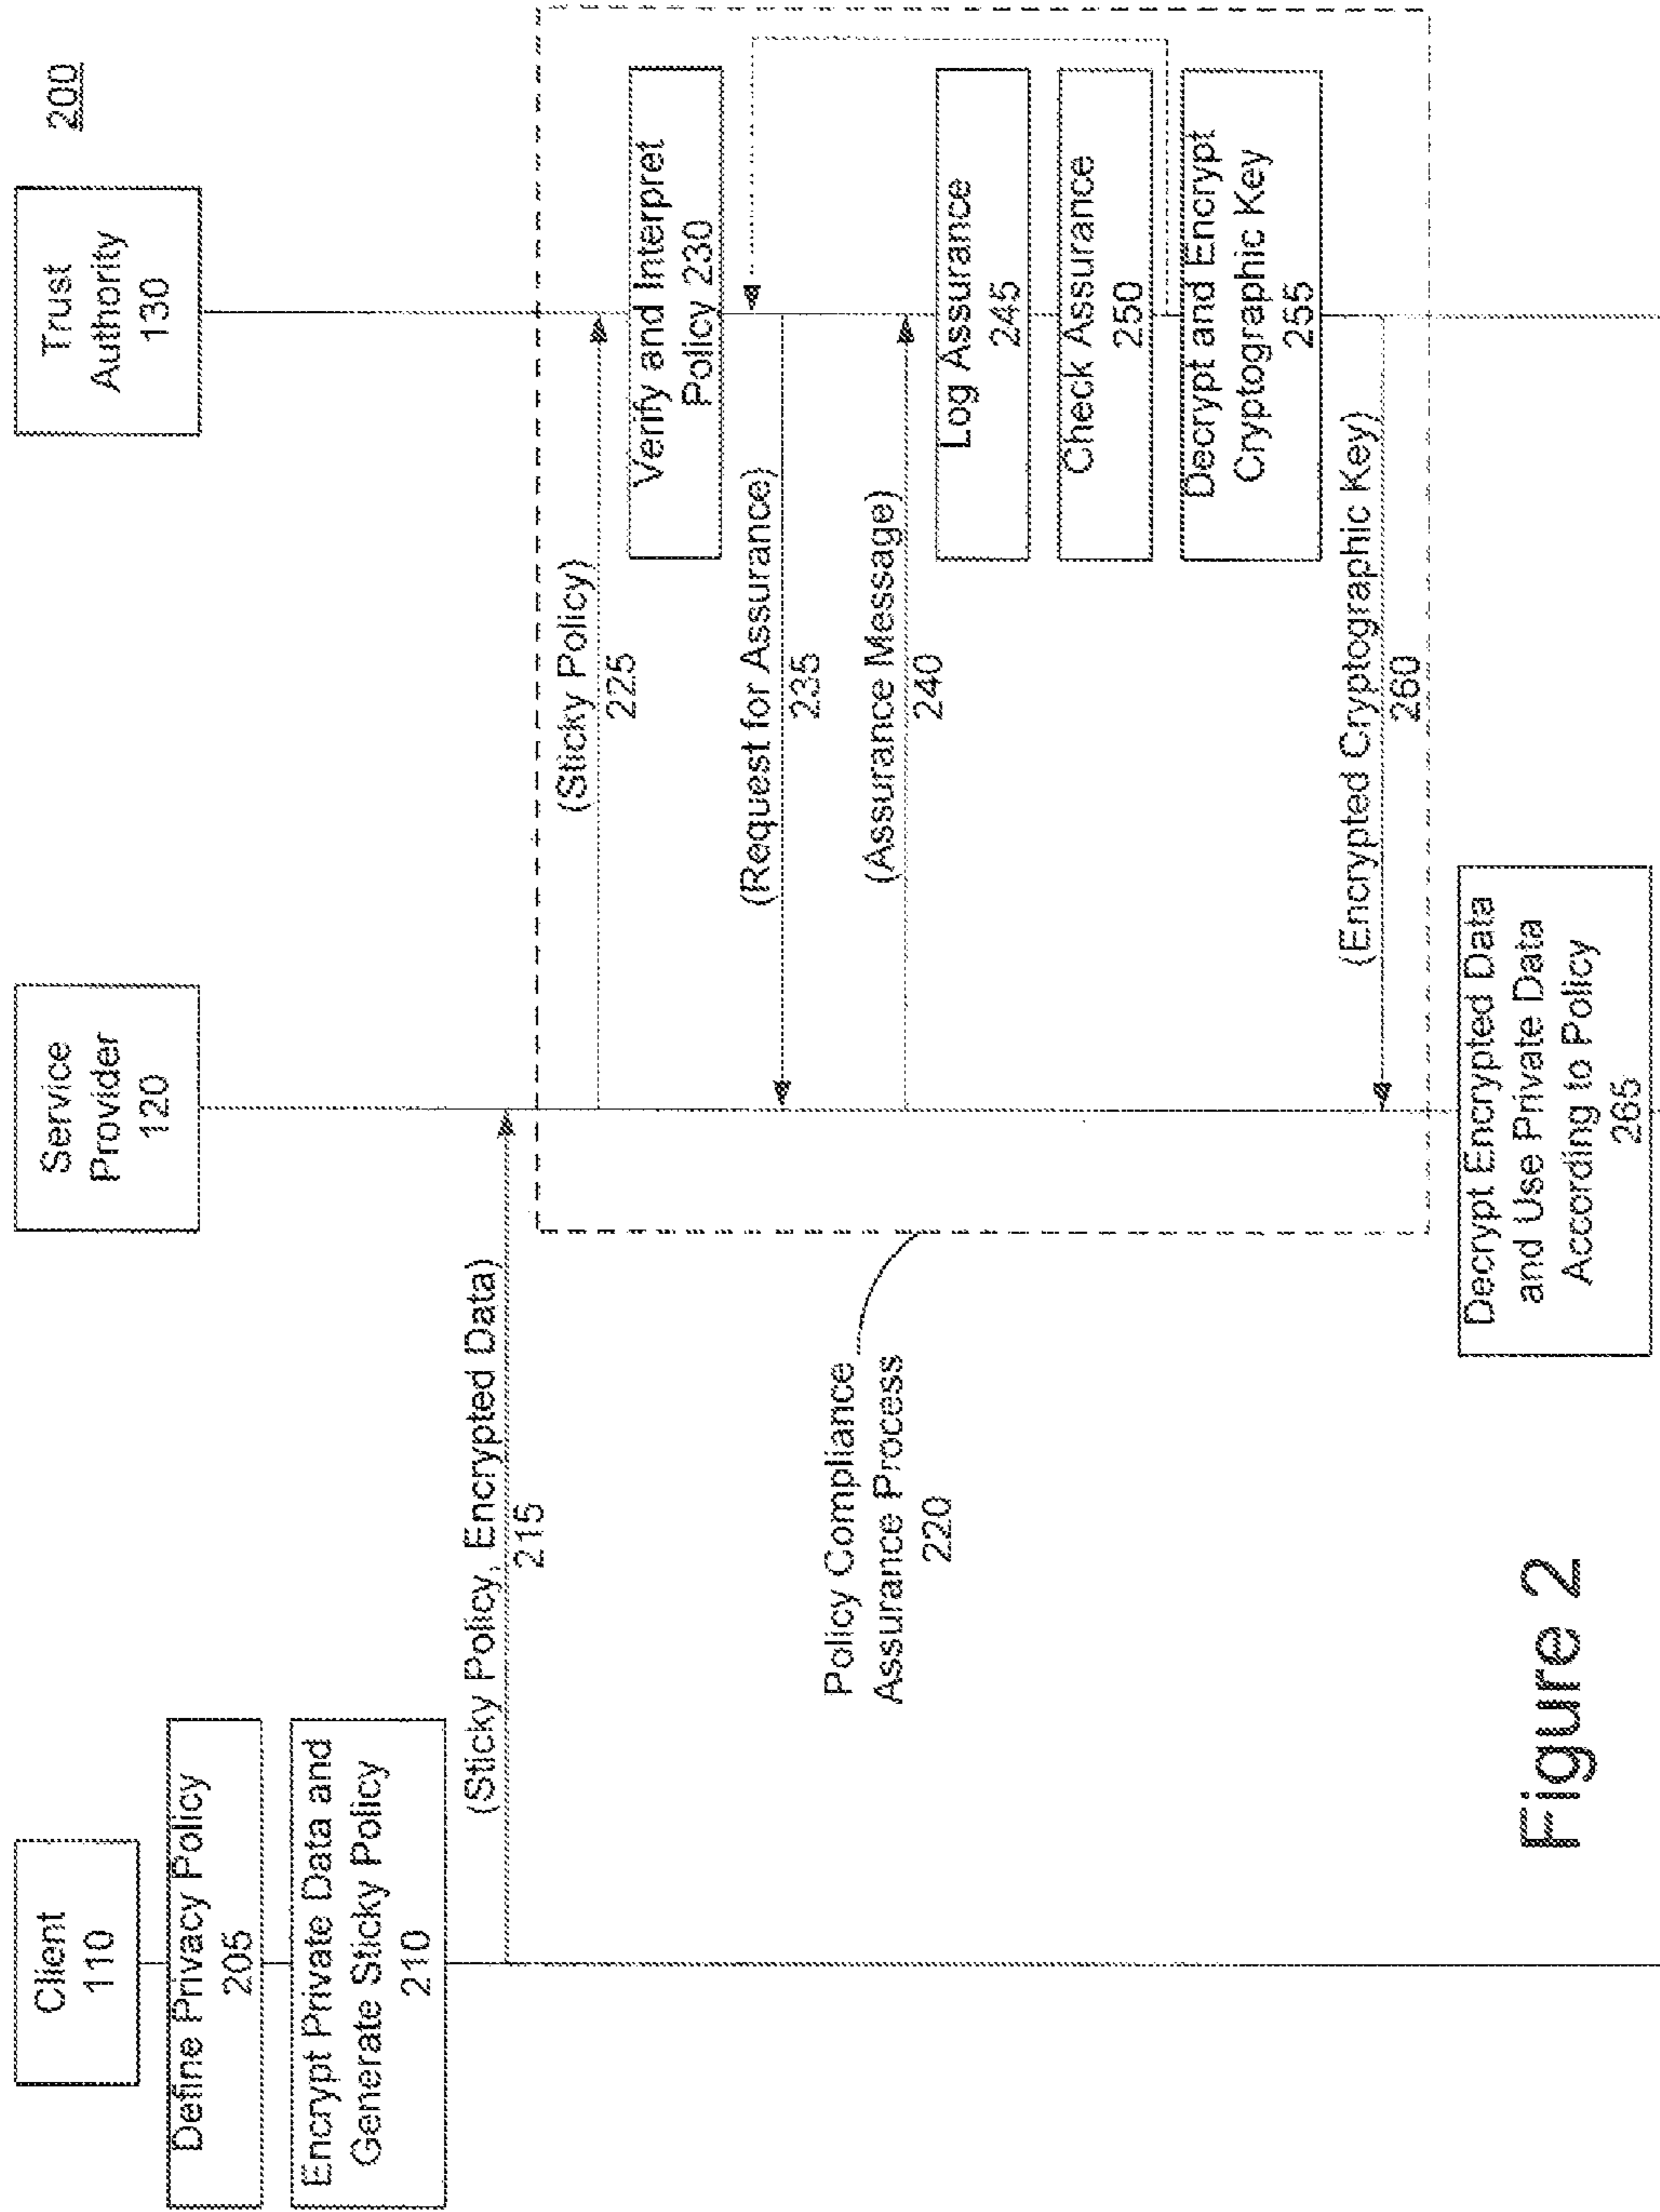 200
Client
110
Service
Provider
120
Trust
Authority
130
Define Privacy Policy
205
Encrypt Private Data and
Generate Sticky Policy
210
(Sticky Policy, Encrypted Data)
215
Policy Compliance
Assurance Process
220
(Sticky Policy)
225
Verify and Interpret
Policy 230
(Request for Assurance)
235
(Assurance Message)
240
Log Assurance
245
Check Assurance
250
Decrypt and Encrypt
Cryptographic Key
255
(Encrypted Cryptographic Key)
260
Decrypt Encrypted Data
and Use Private Data
According to Policy
265
Figure 2